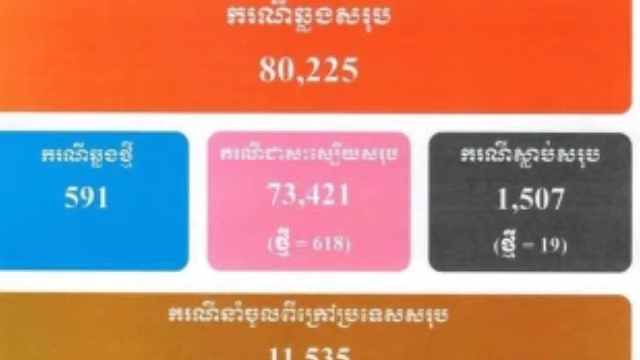 ករណីឆ្លងសរុប
80,225
ករណីឆ្លងថ្មី
591
ករណីជាសះស្បើយសរុប
73,421
(ថ្មី = 618)
ករណីស្លាប់សរុប
1,507
(ថ្មី = 19)
ករណីនាំចូលពីក្រៅប្រទេសសរុប
11,535